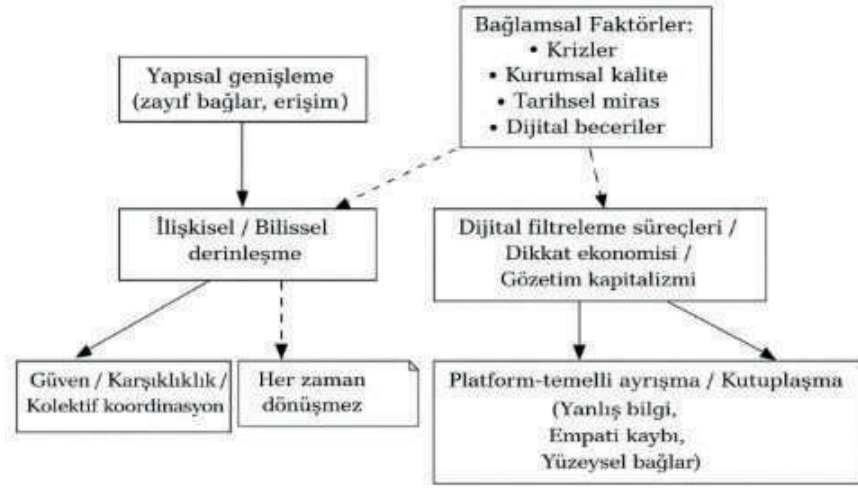 Yapısal genişleme
(zayıf bağlar, erişim)
Bağlamsal Faktörler:
• Krizler
• Kurumsal kalite
• Tarihsel miras
• Dijital beceriler
İlişkisel / Bilissel
derinleşme
Dijital filtreleme süreçleri /
Dikkat ekonomisi /
Gözetim kapitalizmi
Güven / Karşıklıklık /
Kolektif koordinasyon
Her zaman
dönüşmez
Platform-temelli ayrışma / Kutuplaşma
(Yanlış bilgi,
Empati kaybı,
Yüzeysel bağlar)